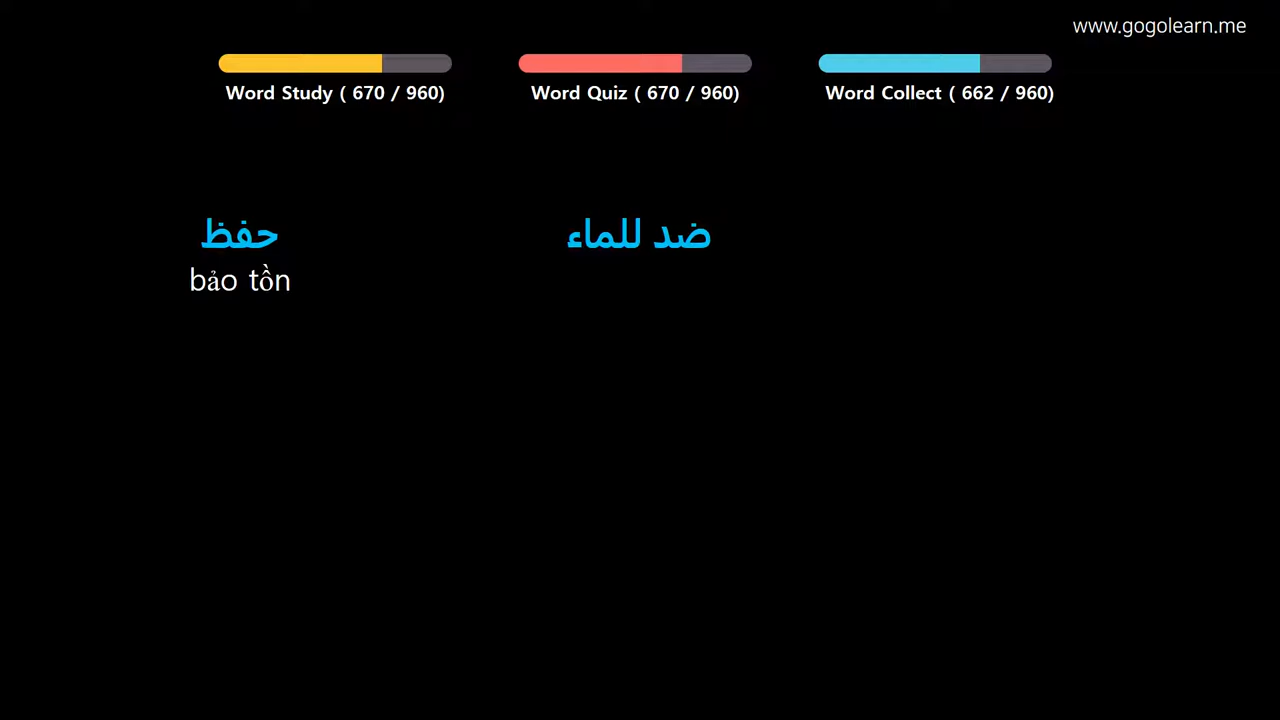 www.gogolearn.me
Word Study ( 670 / 960)
Word Quiz ( 670 / 960)
Word Collect ( 662 / 960)
حفظ
bảo tồn
ضد للماء